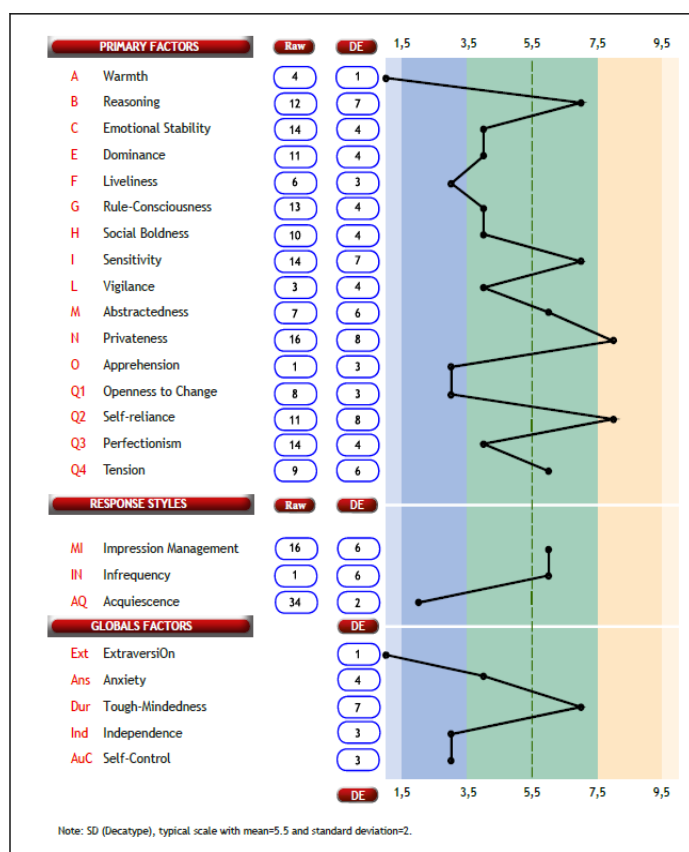 PRIMARY FACTORS Raw DE 1,5 3,5 5,5 7,5 9,5
A Warmth 4 1
B Reasoning 12 7
C Emotional Stability 14 4
E Dominance 11 4
F Liveliness 6 3
G Rule-Consciousness 13 4
H Social Boldness 10 4
I Sensitivity 14 7
L Vigilance 3 4
M Abstractedness 7 6
N Privateness 16 8
O Apprehension 1 3
Q1 Openness to Change 8 3
Q2 Self-reliance 11 8
Q3 Perfectionism 14 4
Q4 Tension 9 6
RESPONSE STYLES Raw DE
MI Impression Management 16 6
IN Infrequency 1 6
AQ Acquiescence 34 2
GLOBALS FACTORS DE
Ext ExtraversiOn 1
Ans Anxiety 4
Dur Tough-Mindedness 7
Ind Independence 3
AuC Self-Control 3
DE 1,5 3,5 5,5 7,5 9,5
Note: SD (Decatype), typical scale with mean=5.5 and standard deviation=2.